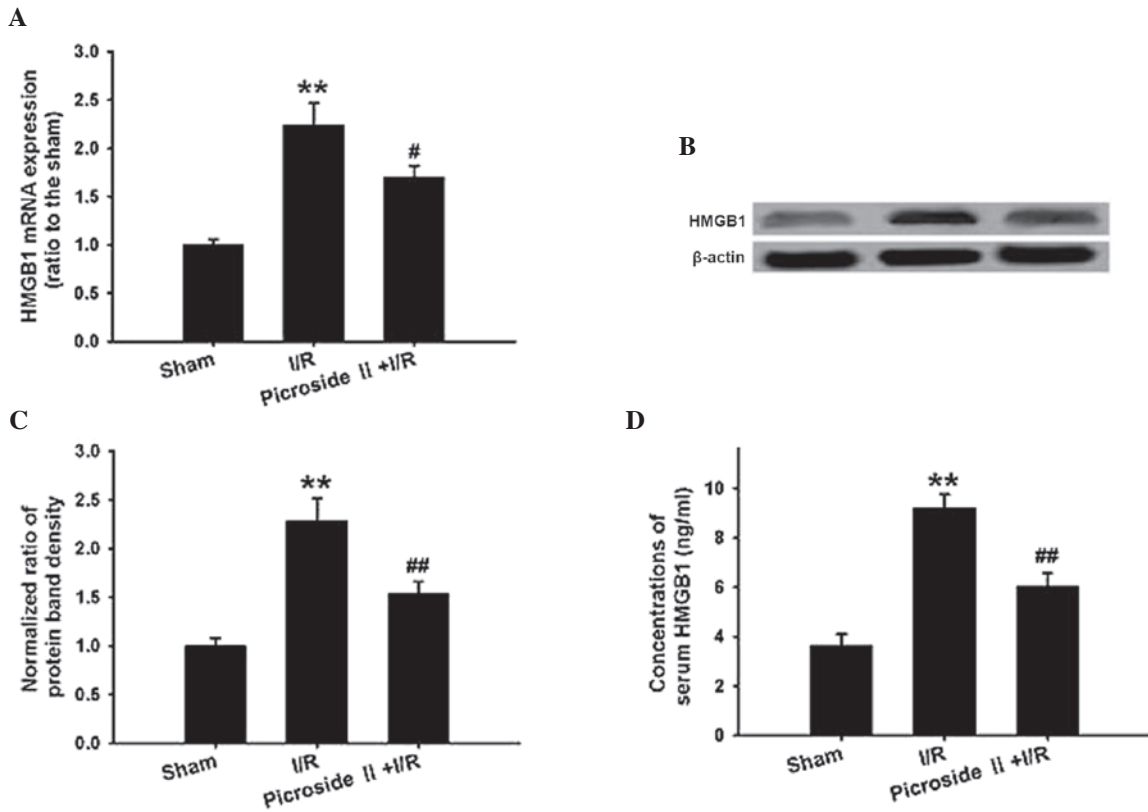 A
HMGB1 mRNA expression
(ratio to the sham)
3.0
2.5
2.0
1.5
1.0
0.5
0.0
**
#
Sham
I/R
Picroside II +I/R
B
HMGB1
β-actin
C
Normalized ratio of
protein band density
3.0
2.5
2.0
1.5
1.0
0.5
0.0
**
##
Sham
I/R
Picroside II +I/R
D
Concentrations of
serum HMGB1 (ng/ml)
10
8
6
4
2
0
**
##
Sham
I/R
Picroside II +I/R